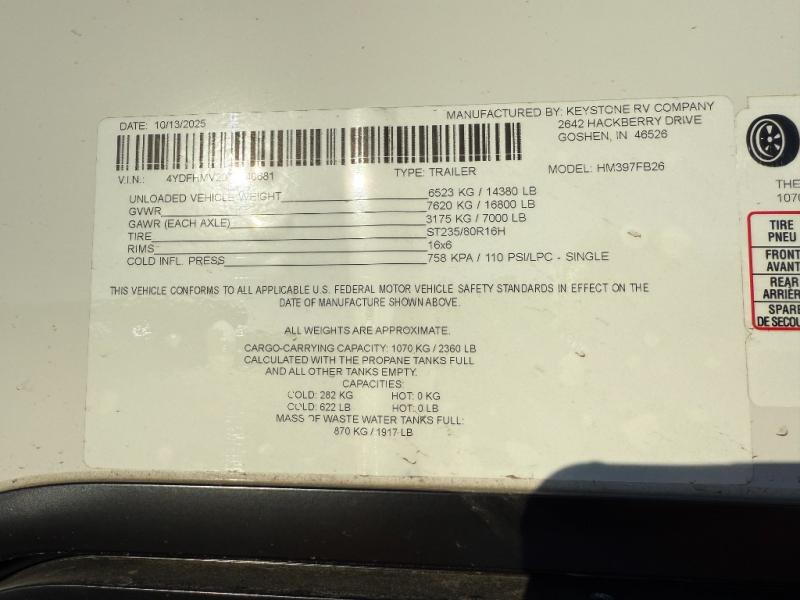 DATE: 10/13/2025
MANUFACTURED BY: KEYSTONE RV COMPANY
2642 HACKBERRY DRIVE
GOSHEN, IN 46526
V.I.N.:
TYPE: TRAILER
MODEL: HM397FB26
UNLOADED VEHICLE WEIGHT 6523 KG / 14380 LB
GVWR 7620 KG / 16800 LB
GAWR (EACH AXLE) 3175 KG / 7000 LB
TIRE ST235/80R16H
RIMS 16x6
COLD INFL. PRESS 758 KPA / 110 PSI/LPC - SINGLE
THIS VEHICLE CONFORMS TO ALL APPLICABLE U.S. FEDERAL MOTOR VEHICLE SAFETY STANDARDS IN EFFECT ON THE
DATE OF MANUFACTURE SHOWN ABOVE.
ALL WEIGHTS ARE APPROXIMATE.
CARGO-CARRYING CAPACITY: 1070 KG / 2360 LB
CALCULATED WITH THE PROPANE TANKS FULL
AND ALL OTHER TANKS EMPTY.
CAPACITIES:
COLD: 282 KG HOT: 0 KG
COLD: 622 LB HOT: 0 LB
MASS OF WASTE WATER TANKS FULL:
870 KG / 1917 LB
THE
1070
TIRE
PNEU
FRONT
AVANT
REAR
ARRIÈR
SPARE
DE SECOU